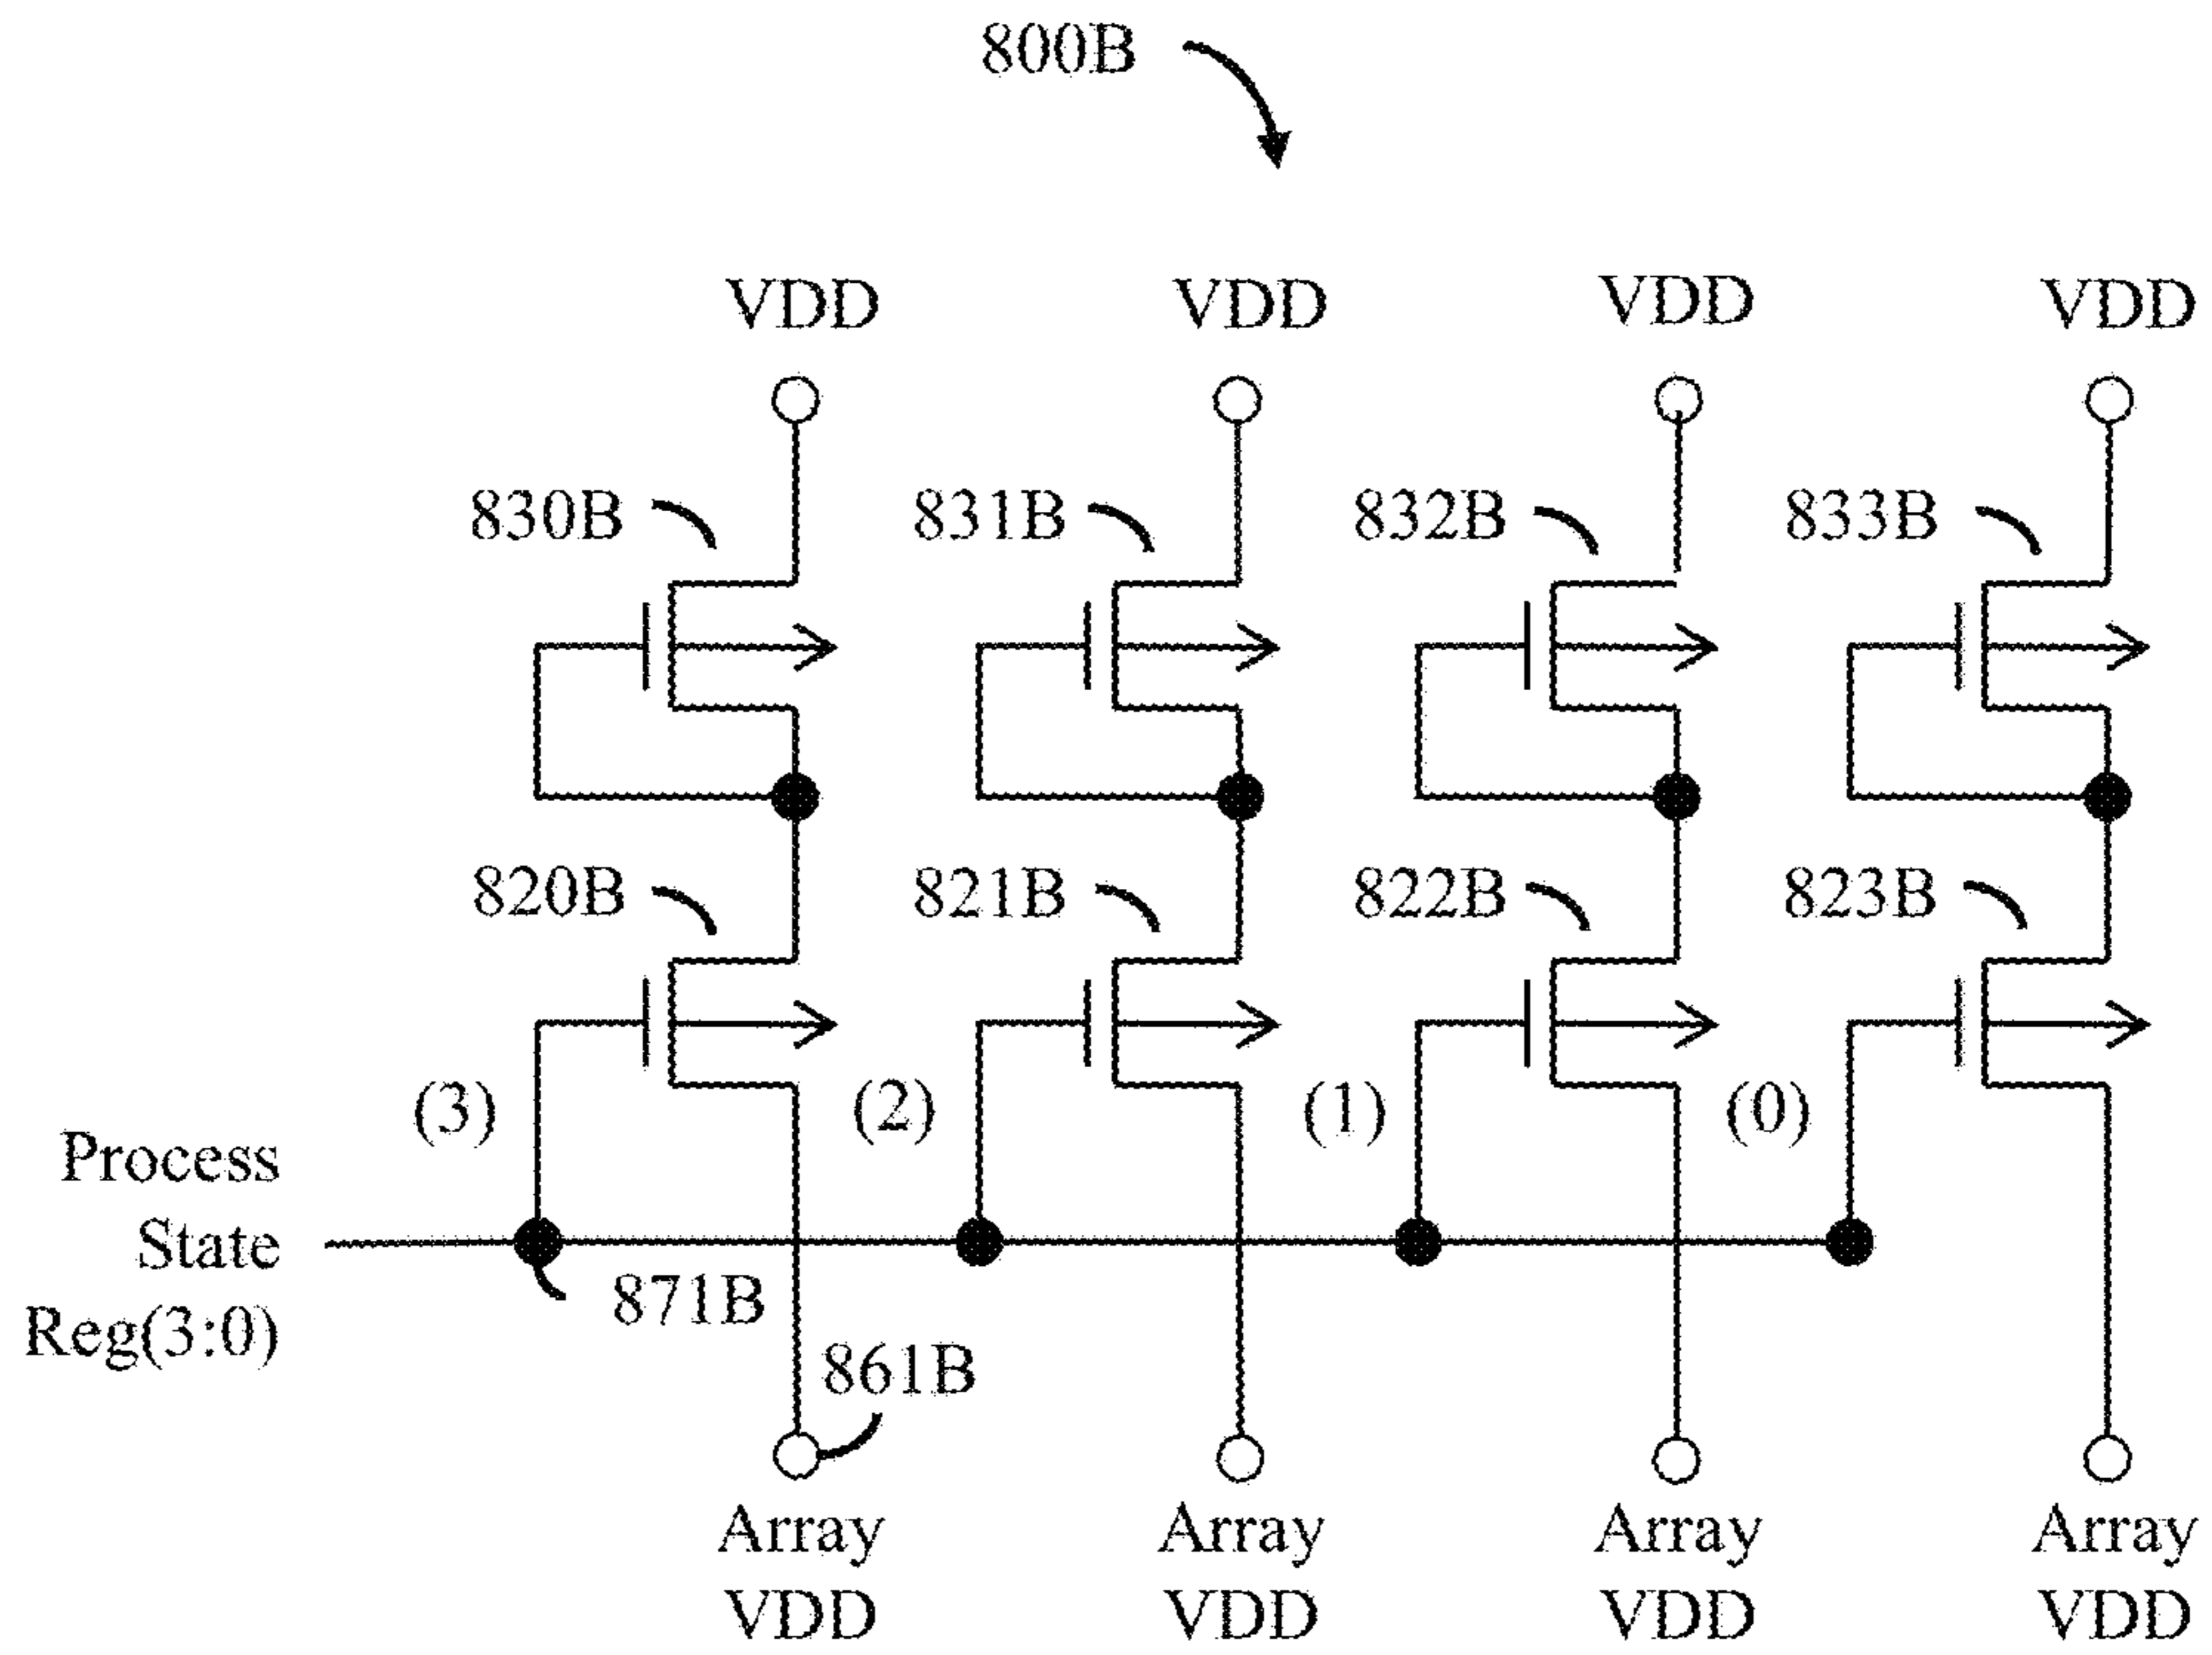 800B
VDD VDD VDD VDD
830B 831B 832B 833B
820B 821B 822B 823B
(3) (2) (1) (0)
Process
State
Reg(3:0)
871B
861B
Array Array Array Array
VDD VDD VDD VDD